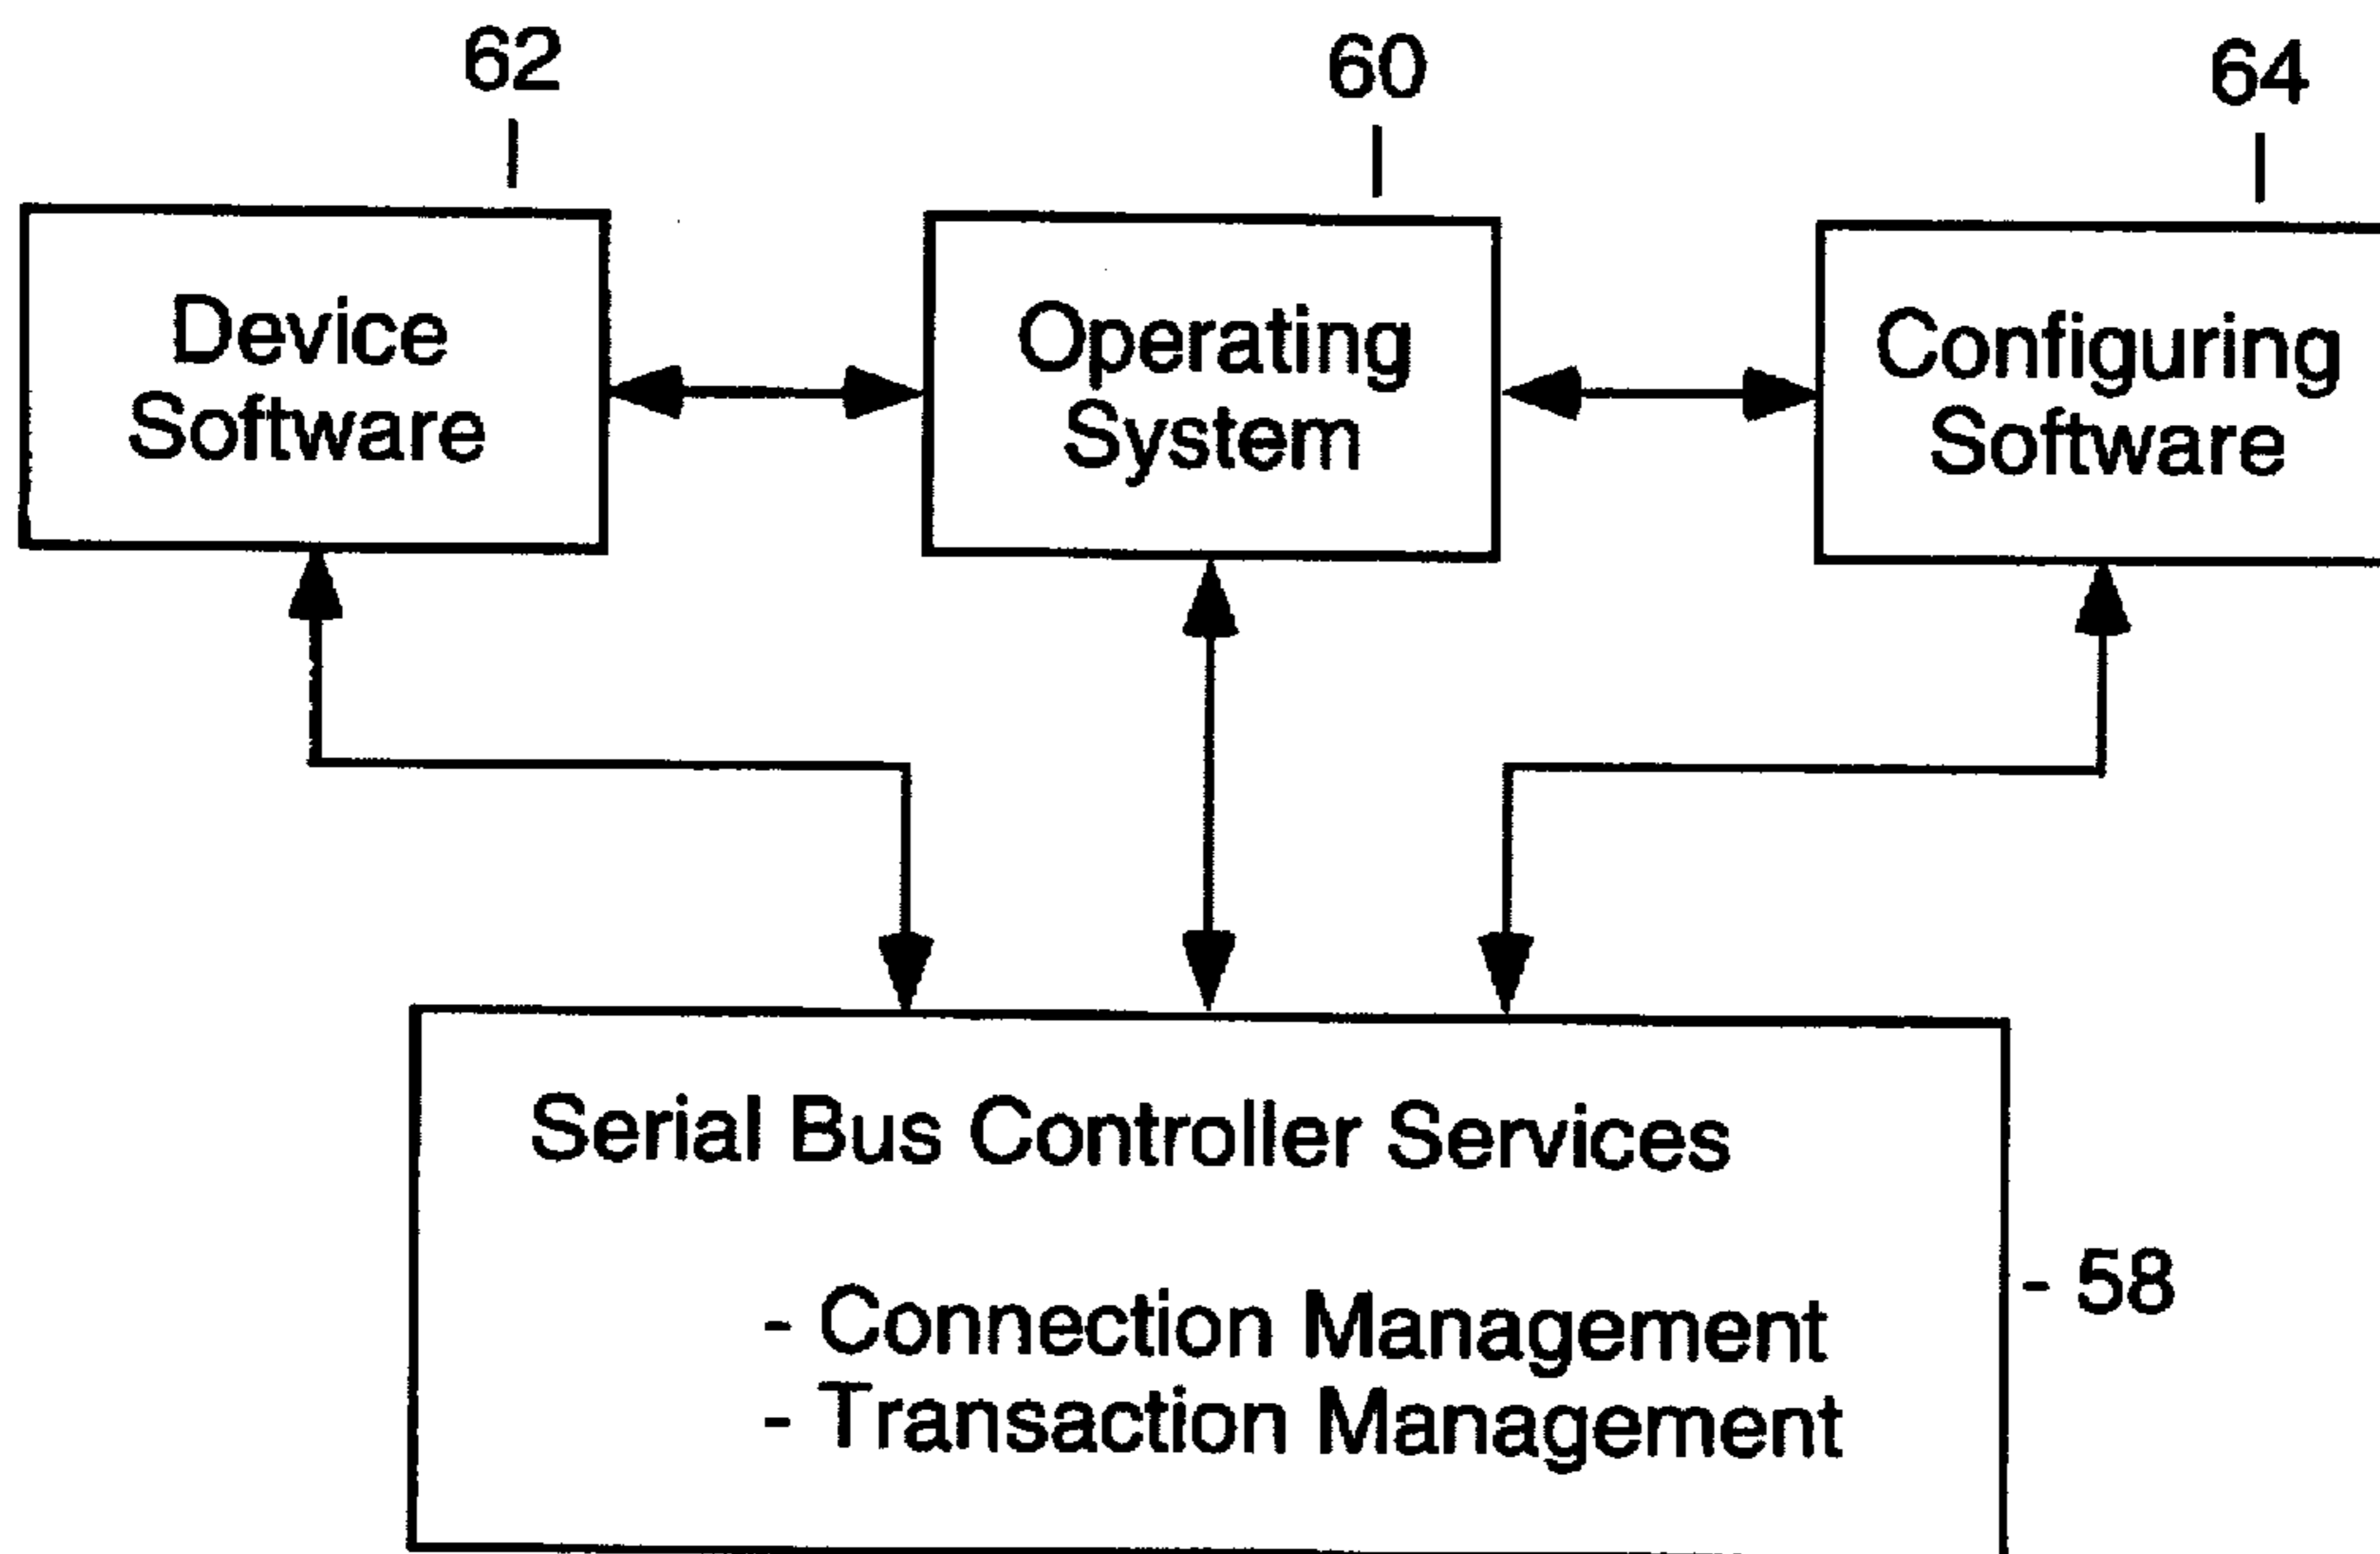 62
60
64
Device
Software
Operating
System
Configuring
Software
Serial Bus Controller Services
- 58
- Connection Management
- Transaction Management